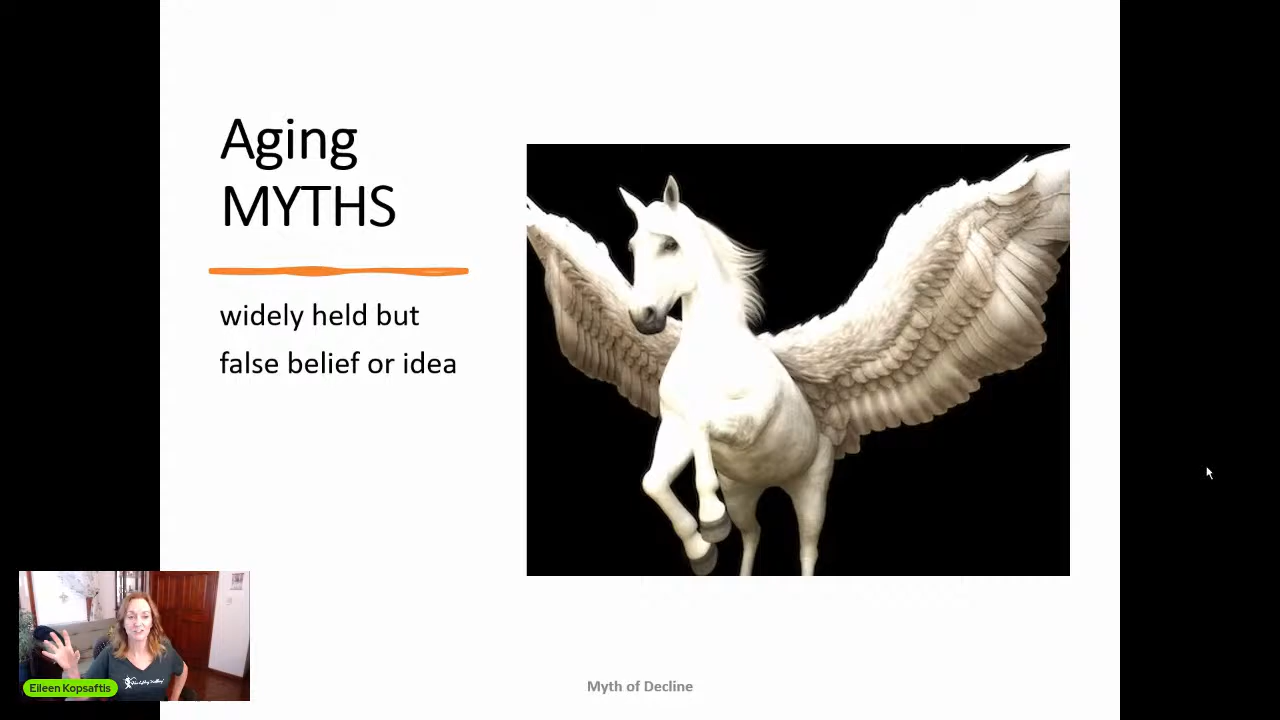 Aging
MYTHS
widely held but
false belief or idea
Eileen Kopsaftis
Myth of Decline